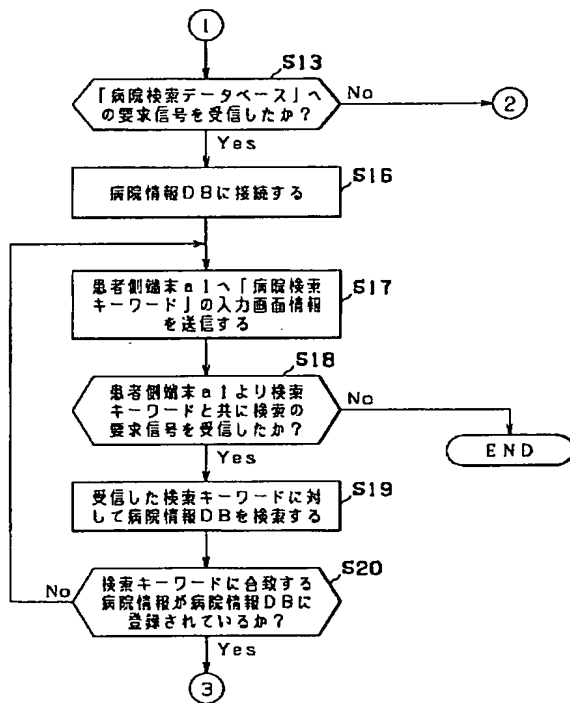 1
S13
「病院検索データベース」へ
の要求信号を受信したか？
No
2
Yes
S16
病院情報DBに接続する
S17
患者側端末a1へ「病院検索
キーワード」の入力画面情報
を送信する
S18
患者側端末a1より検索
キーワードと共に検索の
要求信号を受信したか？
No
END
Yes
S19
受信した検索キーワードに対
して病院情報DBを検索する
S20
検索キーワードに合致する
病院情報が病院情報DBに
登録されているか？
No
Yes
3